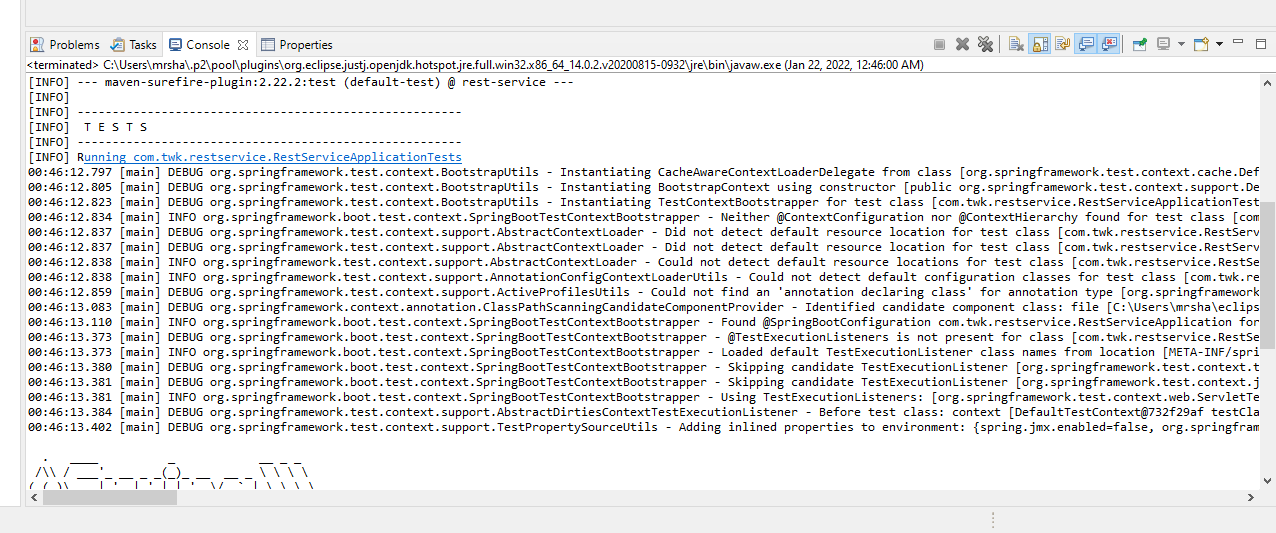 Problems Tasks Console Properties
<terminated> C:\Users\mrsha\.p2\pool\plugins\org.eclipse.justj.openjdk.hotspot.jre.full.win32.x86_64_14.0.2.v20200815-0932\jre\bin\javaw.exe (Jan 22, 2022, 12:46:00 AM)
[INFO] --- maven-surefire-plugin:2.22.2:test (default-test) @ rest-service ---
[INFO]
[INFO] -------------------------------------------------------
[INFO]  T E S T S
[INFO] -------------------------------------------------------
[INFO] Running com.twk.restservice.RestServiceApplicationTests
00:46:12.797 [main] DEBUG org.springframework.test.context.BootstrapUtils - Instantiating CacheAwareContextLoaderDelegate from class [org.springframework.test.context.cache.Def
00:46:12.805 [main] DEBUG org.springframework.test.context.BootstrapUtils - Instantiating BootstrapContext using constructor [public org.springframework.test.context.support.De
00:46:12.823 [main] DEBUG org.springframework.test.context.BootstrapUtils - Instantiating TestContextBootstrapper for test class [com.twk.restservice.RestServiceApplicationTest
00:46:12.834 [main] INFO org.springframework.boot.test.context.SpringBootTestContextBootstrapper - Neither @ContextConfiguration nor @ContextHierarchy found for test class [com
00:46:12.837 [main] DEBUG org.springframework.test.context.support.AbstractContextLoader - Did not detect default resource location for test class [com.twk.restservice.RestServ
00:46:12.837 [main] DEBUG org.springframework.test.context.support.AbstractContextLoader - Did not detect default resource location for test class [com.twk.restservice.RestServ
00:46:12.838 [main] INFO org.springframework.test.context.support.AbstractContextLoader - Could not detect default resource locations for test class [com.twk.restservice.RestSe
00:46:12.838 [main] INFO org.springframework.test.context.support.AnnotationConfigContextLoaderUtils - Could not detect default configuration classes for test class [com.twk.re
00:46:12.859 [main] DEBUG org.springframework.test.context.support.ActiveProfilesUtils - Could not find an 'annotation declaring class' for annotation type [org.springframework
00:46:13.083 [main] DEBUG org.springframework.context.annotation.ClassPathScanningCandidateComponentProvider - Identified candidate component class: file [C:\Users\mrsha\eclips
00:46:13.110 [main] INFO org.springframework.boot.test.context.SpringBootTestContextBootstrapper - Found @SpringBootConfiguration com.twk.restservice.RestServiceApplication for
00:46:13.373 [main] DEBUG org.springframework.boot.test.context.SpringBootTestContextBootstrapper - @TestExecutionListeners is not present for class [com.twk.restservice.RestSe
00:46:13.373 [main] INFO org.springframework.boot.test.context.SpringBootTestContextBootstrapper - Loaded default TestExecutionListener class names from location [META-INF/spri
00:46:13.380 [main] DEBUG org.springframework.boot.test.context.SpringBootTestContextBootstrapper - Skipping candidate TestExecutionListener [org.springframework.test.context.t
00:46:13.381 [main] DEBUG org.springframework.boot.test.context.SpringBootTestContextBootstrapper - Skipping candidate TestExecutionListener [org.springframework.test.context.j
00:46:13.381 [main] INFO org.springframework.boot.test.context.SpringBootTestContextBootstrapper - Using TestExecutionListeners: [org.springframework.test.context.web.ServletTe
00:46:13.384 [main] DEBUG org.springframework.test.context.support.AbstractDirtiesContextTestExecutionListener - Before test class: context [DefaultTestContext@732f29af testCla
00:46:13.402 [main] DEBUG org.springframework.test.context.support.TestPropertySourceUtils - Adding inlined properties to environment: {spring.jmx.enabled=false, org.springfram